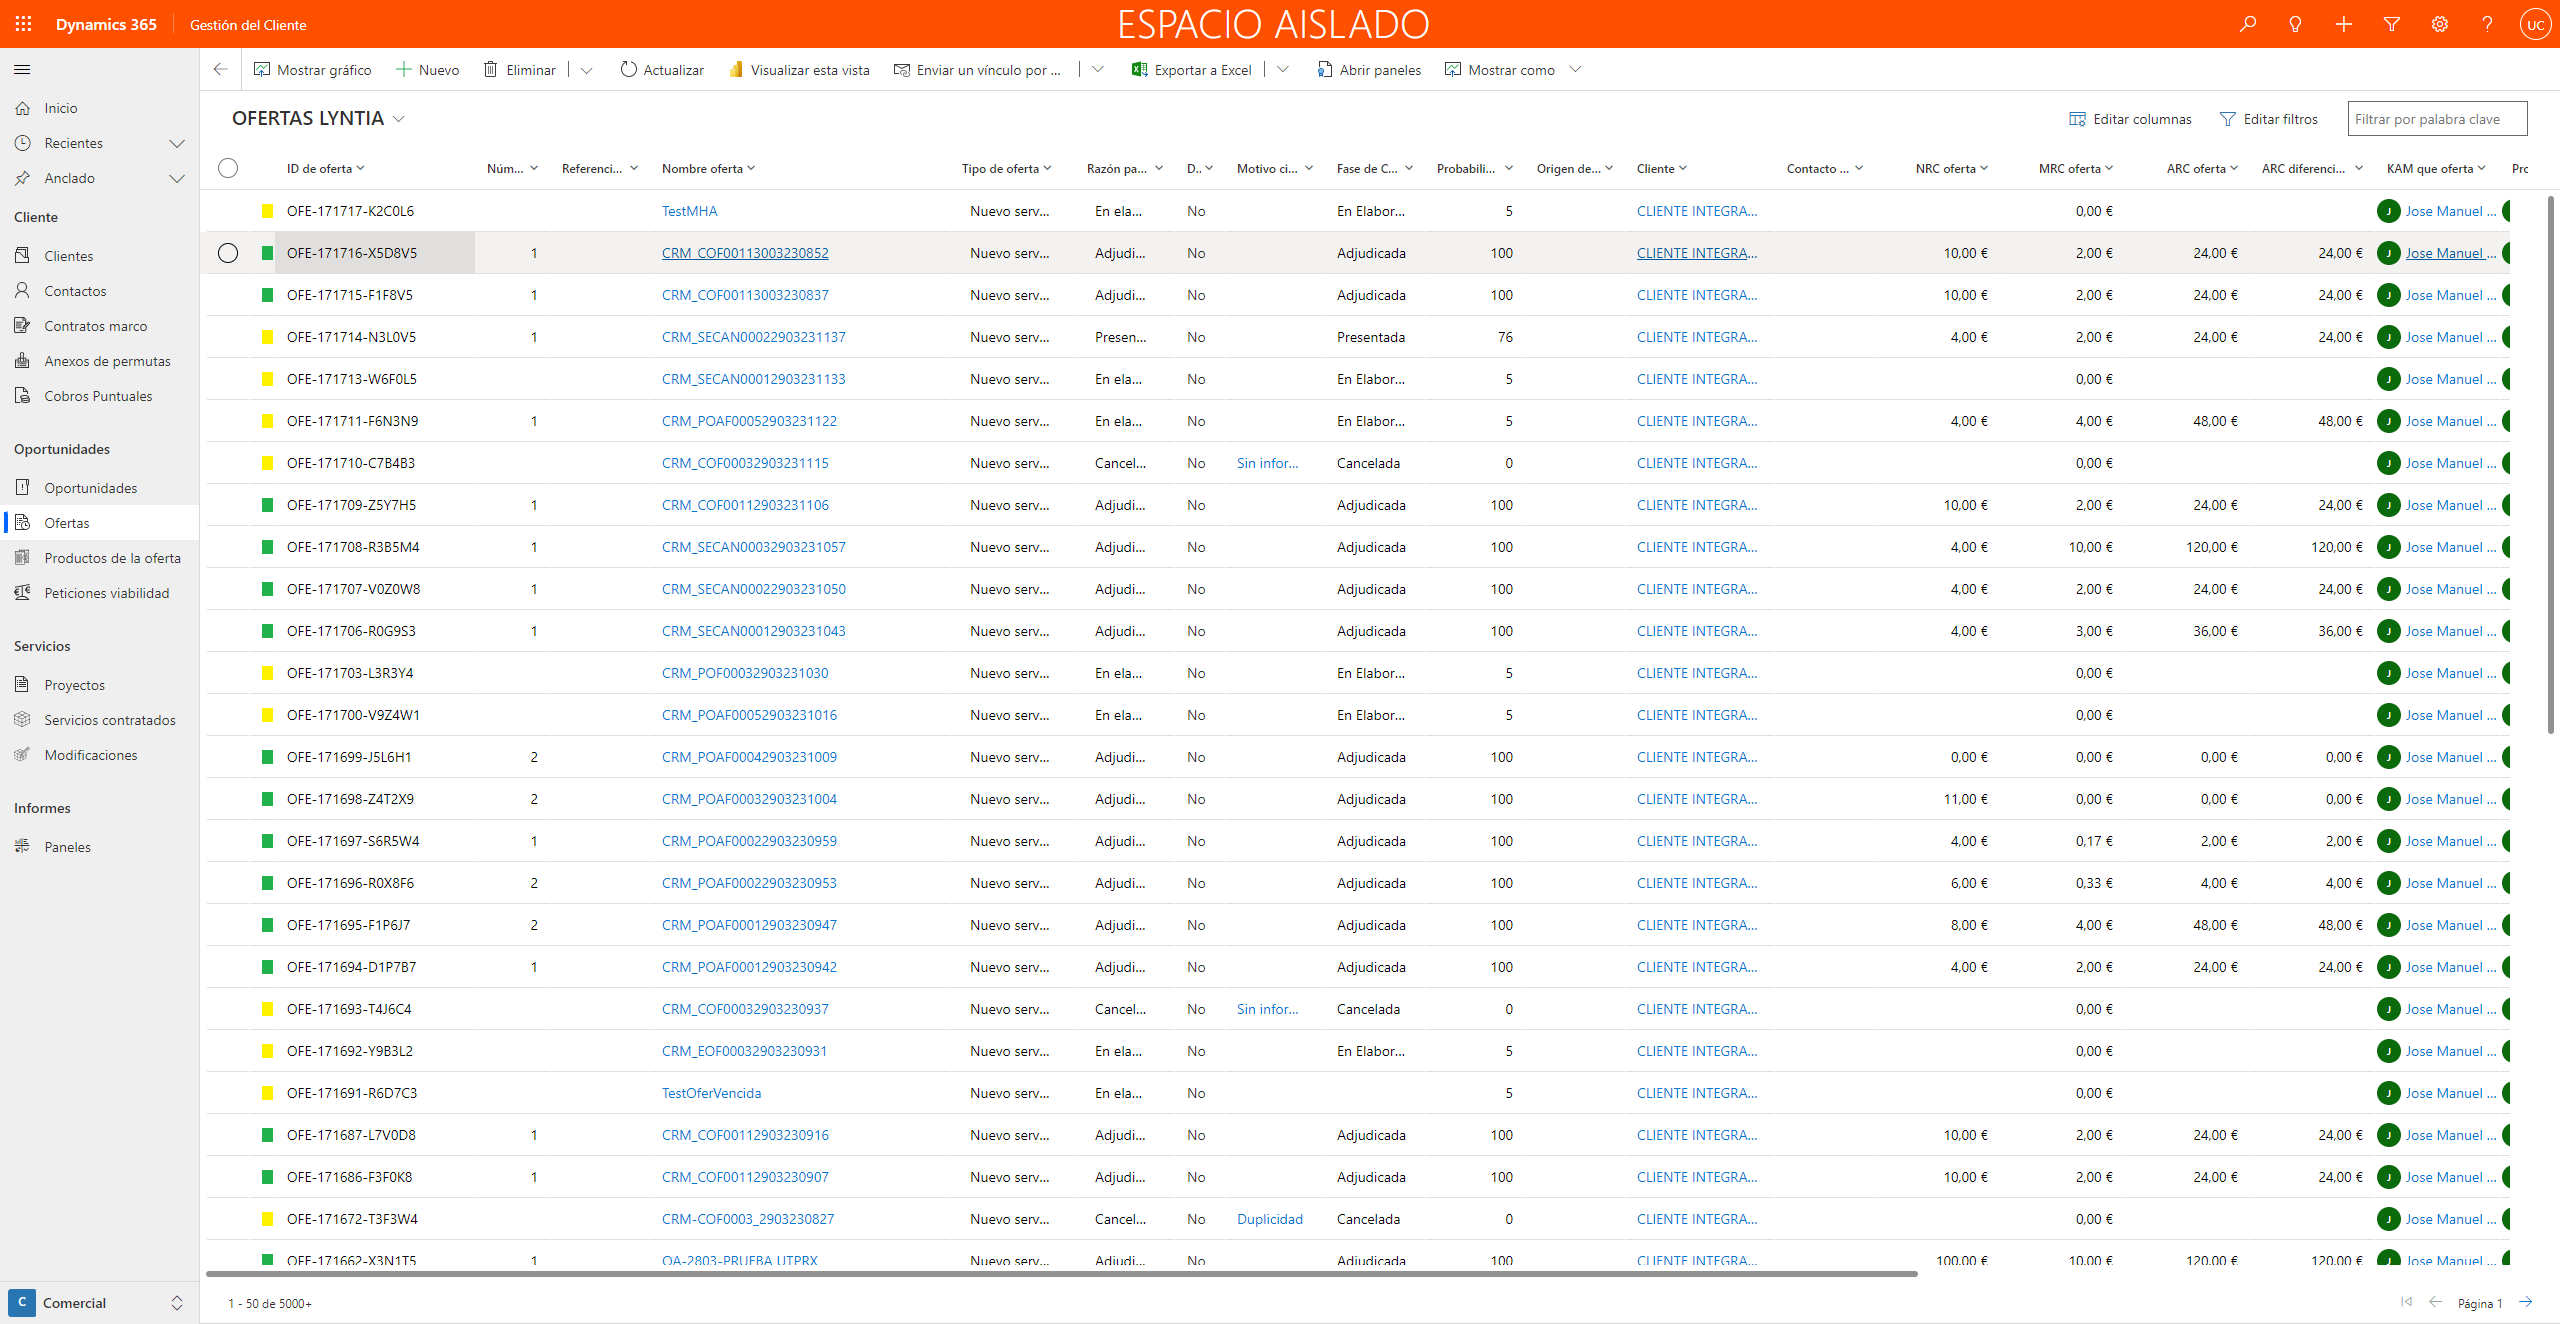 Dynamics 365 Gestión del Cliente ESPACIO AISLADO UC
Mostrar gráfico Nuevo Eliminar Actualizar Visualizar esta vista Enviar un vínculo por ... Exportar a Excel Abrir paneles Mostrar como
Inicio
Recientes
Anclado
Cliente
Clientes
Contactos
Contratos marco
Anexos de permutas
Cobros Puntuales
Oportunidades
Oportunidades
Ofertas
Productos de la oferta
Peticiones viabilidad
Servicios
Proyectos
Servicios contratados
Modificaciones
Informes
Paneles
C Comercial
OFERTAS LYNTIA Editar columnas Editar filtros Filtrar por palabra clave
ID de oferta Núm... Referenci... Nombre oferta Tipo de oferta Razón pa... D.. Motivo ci... Fase de C... Probabili... Origen de... Cliente Contacto ... NRC oferta MRC oferta ARC oferta ARC diferenci... KAM que oferta Prc
OFE-171717-K2C0L6 TestMHA Nuevo serv... En ela... No En Elabor... 5 CLIENTE INTEGRA... 0,00 € J Jose Manuel ...
OFE-171716-X5D8V5 1 CRM_COF00113003230852 Nuevo serv... Adjudi... No Adjudicada 100 CLIENTE INTEGRA... 10,00 € 2,00 € 24,00 € 24,00 € J Jose Manuel ...
OFE-171715-F1F8V5 1 CRM_COF00113003230837 Nuevo serv... Adjudi... No Adjudicada 100 CLIENTE INTEGRA... 10,00 € 2,00 € 24,00 € 24,00 € J Jose Manuel ...
OFE-171714-N3L0V5 1 CRM_SECAN00022903231137 Nuevo serv... Presen... No Presentada 76 CLIENTE INTEGRA... 4,00 € 2,00 € 24,00 € 24,00 € J Jose Manuel ...
OFE-171713-W6F0L5 CRM_SECAN00012903231133 Nuevo serv... En ela... No En Elabor... 5 CLIENTE INTEGRA... 0,00 € J Jose Manuel ...
OFE-171711-F6N3N9 1 CRM_POAF00052903231122 Nuevo serv... En ela... No En Elabor... 5 CLIENTE INTEGRA... 4,00 € 4,00 € 48,00 € 48,00 € J Jose Manuel ...
OFE-171710-C7B4B3 CRM_COF00032903231115 Nuevo serv... Cancel... No Sin infor... Cancelada 0 CLIENTE INTEGRA... 0,00 € J Jose Manuel ...
OFE-171709-Z5Y7H5 1 CRM_COF00112903231106 Nuevo serv... Adjudi... No Adjudicada 100 CLIENTE INTEGRA... 10,00 € 2,00 € 24,00 € 24,00 € J Jose Manuel ...
OFE-171708-R3B5M4 1 CRM_SECAN00032903231057 Nuevo serv... Adjudi... No Adjudicada 100 CLIENTE INTEGRA... 4,00 € 10,00 € 120,00 € 120,00 € J Jose Manuel ...
OFE-171707-V0Z0W8 1 CRM_SECAN00022903231050 Nuevo serv... Adjudi... No Adjudicada 100 CLIENTE INTEGRA... 4,00 € 2,00 € 24,00 € 24,00 € J Jose Manuel ...
OFE-171706-R0G9S3 1 CRM_SECAN00012903231043 Nuevo serv... Adjudi... No Adjudicada 100 CLIENTE INTEGRA... 4,00 € 3,00 € 36,00 € 36,00 € J Jose Manuel ...
OFE-171703-L3R3Y4 CRM_POF00032903231030 Nuevo serv... En ela... No En Elabor... 5 CLIENTE INTEGRA... 0,00 € J Jose Manuel ...
OFE-171700-V9Z4W1 CRM_POAF00052903231016 Nuevo serv... En ela... No En Elabor... 5 CLIENTE INTEGRA... 0,00 € J Jose Manuel ...
OFE-171699-J5L6H1 2 CRM_POAF00042903231009 Nuevo serv... Adjudi... No Adjudicada 100 CLIENTE INTEGRA... 0,00 € 0,00 € 0,00 € 0,00 € J Jose Manuel ...
OFE-171698-Z4T2X9 2 CRM_POAF00032903231004 Nuevo serv... Adjudi... No Adjudicada 100 CLIENTE INTEGRA... 11,00 € 0,00 € 0,00 € 0,00 € J Jose Manuel ...
OFE-171697-S6R5W4 1 CRM_POAF00022903230959 Nuevo serv... Adjudi... No Adjudicada 100 CLIENTE INTEGRA... 4,00 € 0,17 € 2,00 € 2,00 € J Jose Manuel ...
OFE-171696-R0X8F6 2 CRM_POAF00022903230953 Nuevo serv... Adjudi... No Adjudicada 100 CLIENTE INTEGRA... 6,00 € 0,33 € 4,00 € 4,00 € J Jose Manuel ...
OFE-171695-F1P6J7 2 CRM_POAF00012903230947 Nuevo serv... Adjudi... No Adjudicada 100 CLIENTE INTEGRA... 8,00 € 4,00 € 48,00 € 48,00 € J Jose Manuel ...
OFE-171694-D1P7B7 1 CRM_POAF00012903230942 Nuevo serv... Adjudi... No Adjudicada 100 CLIENTE INTEGRA... 4,00 € 2,00 € 24,00 € 24,00 € J Jose Manuel ...
OFE-171693-T4J6C4 CRM_COF00032903230937 Nuevo serv... Cancel... No Sin infor... Cancelada 0 CLIENTE INTEGRA... 0,00 € J Jose Manuel ...
OFE-171692-Y9B3L2 CRM_EOF00032903230931 Nuevo serv... En ela... No En Elabor... 5 CLIENTE INTEGRA... 0,00 € J Jose Manuel ...
OFE-171691-R6D7C3 TestOferVencida Nuevo serv... En ela... No 5 CLIENTE INTEGRA... 0,00 € J Jose Manuel ...
OFE-171687-L7V0D8 1 CRM_COF00112903230916 Nuevo serv... Adjudi... No Adjudicada 100 CLIENTE INTEGRA... 10,00 € 2,00 € 24,00 € 24,00 € J Jose Manuel ...
OFE-171686-F3F0K8 1 CRM_COF00112903230907 Nuevo serv... Adjudi... No Adjudicada 100 CLIENTE INTEGRA... 10,00 € 2,00 € 24,00 € 24,00 € J Jose Manuel ...
OFE-171672-T3F3W4 CRM-COF0003_2903230827 Nuevo serv... Cancel... No Duplicidad Cancelada 0 CLIENTE INTEGRA... 0,00 € J Jose Manuel ...
OFE-171662-X3N1T5 1 OA-2803-PRUEBA UTPRX Nuevo serv... Adjudi... No Adjudicada 100 CLIENTE INTEGRA... 100,00 € 10,00 € 120,00 € 120,00 € J Jose Manuel ...
1 - 50 de 5000+ Página 1